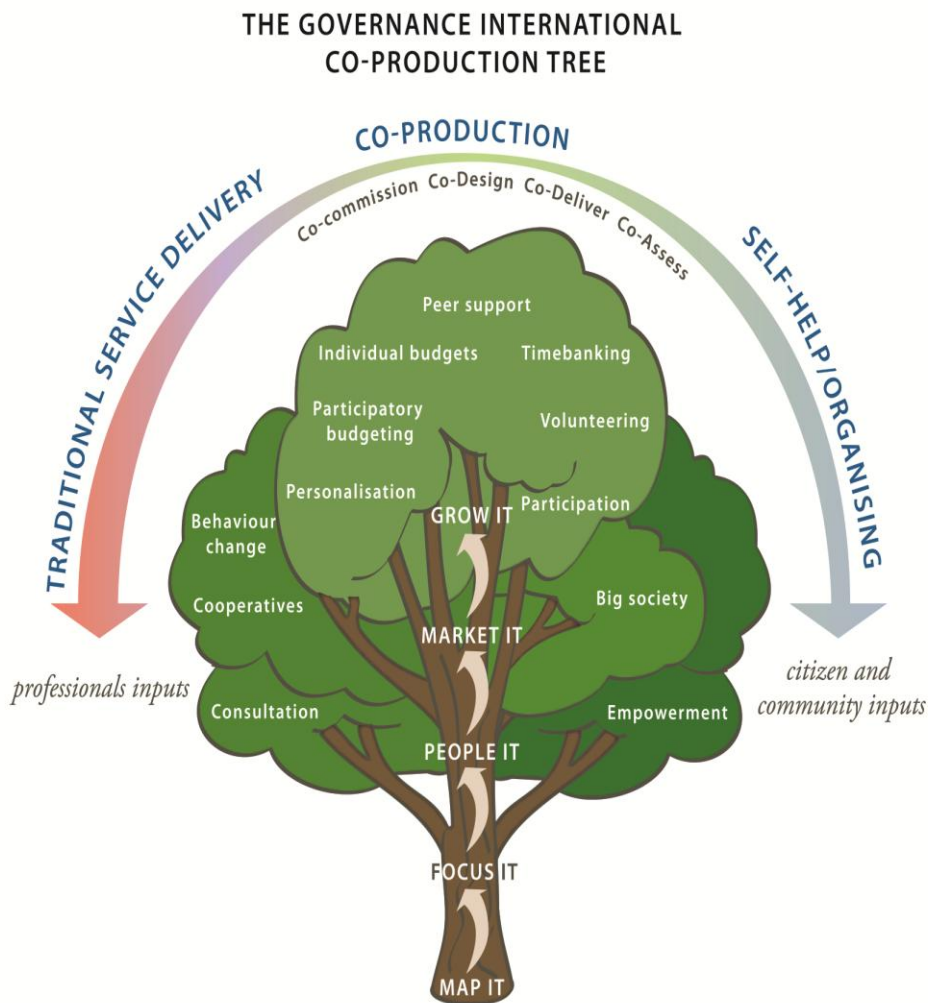 THE GOVERNANCE INTERNATIONAL
CO-PRODUCTION TREE
CO-PRODUCTION
TRADITIONAL SERVICE DELIVERY
SELF-HELP/ORGANISING
Co-commission Co-Design Co-Deliver Co-Assess
Peer support
Individual budgets
Timebanking
Participatory
budgeting
Volunteering
Personalisation
Participation
GROW IT
Behaviour
change
Cooperatives
Big society
MARKET IT
professionals inputs
citizen and
community inputs
Consultation
Empowerment
PEOPLE IT
FOCUS IT
MAP IT